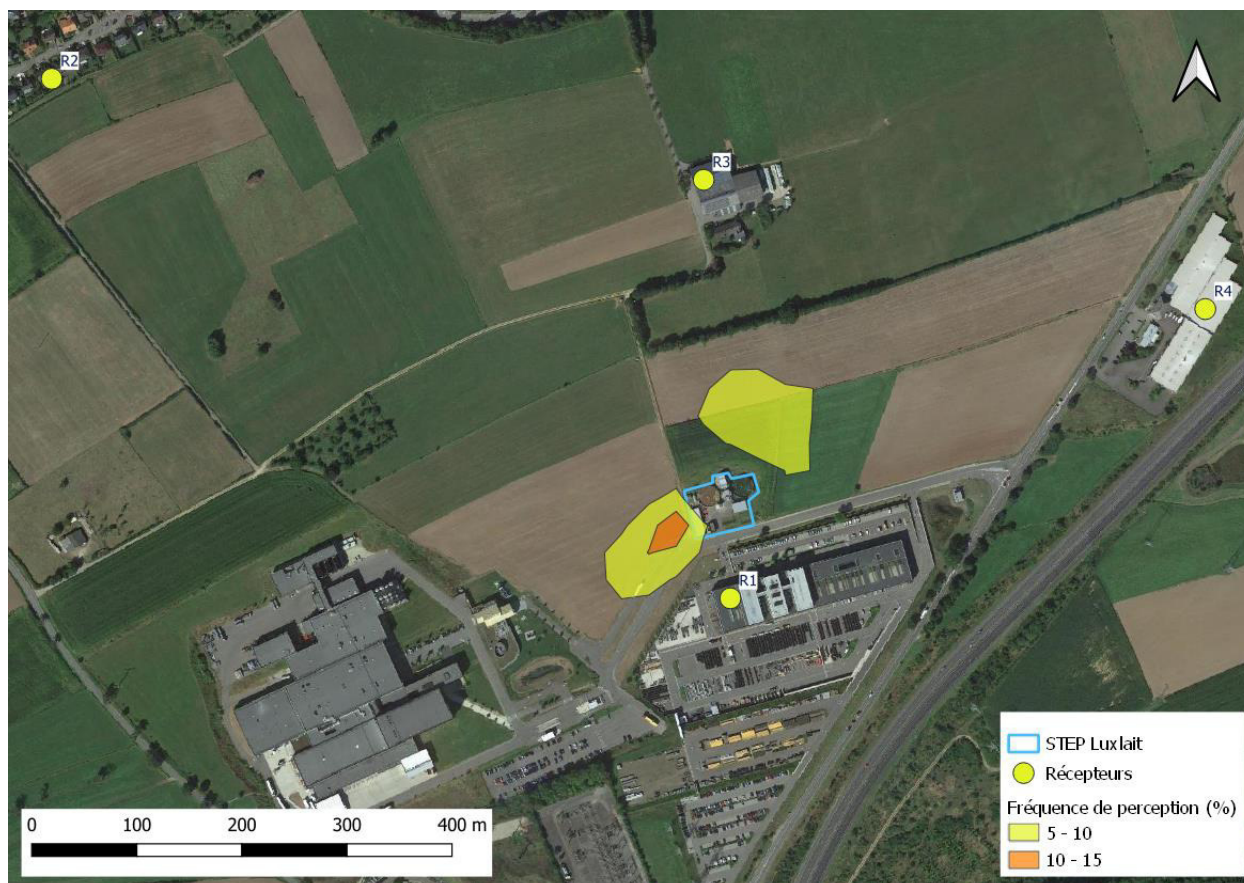 R2
R3
R4
R1
STEP Luxlait
Récepteurs
Fréquence de perception (%)
5 - 10
10 - 15
0 100 200 300 400 m